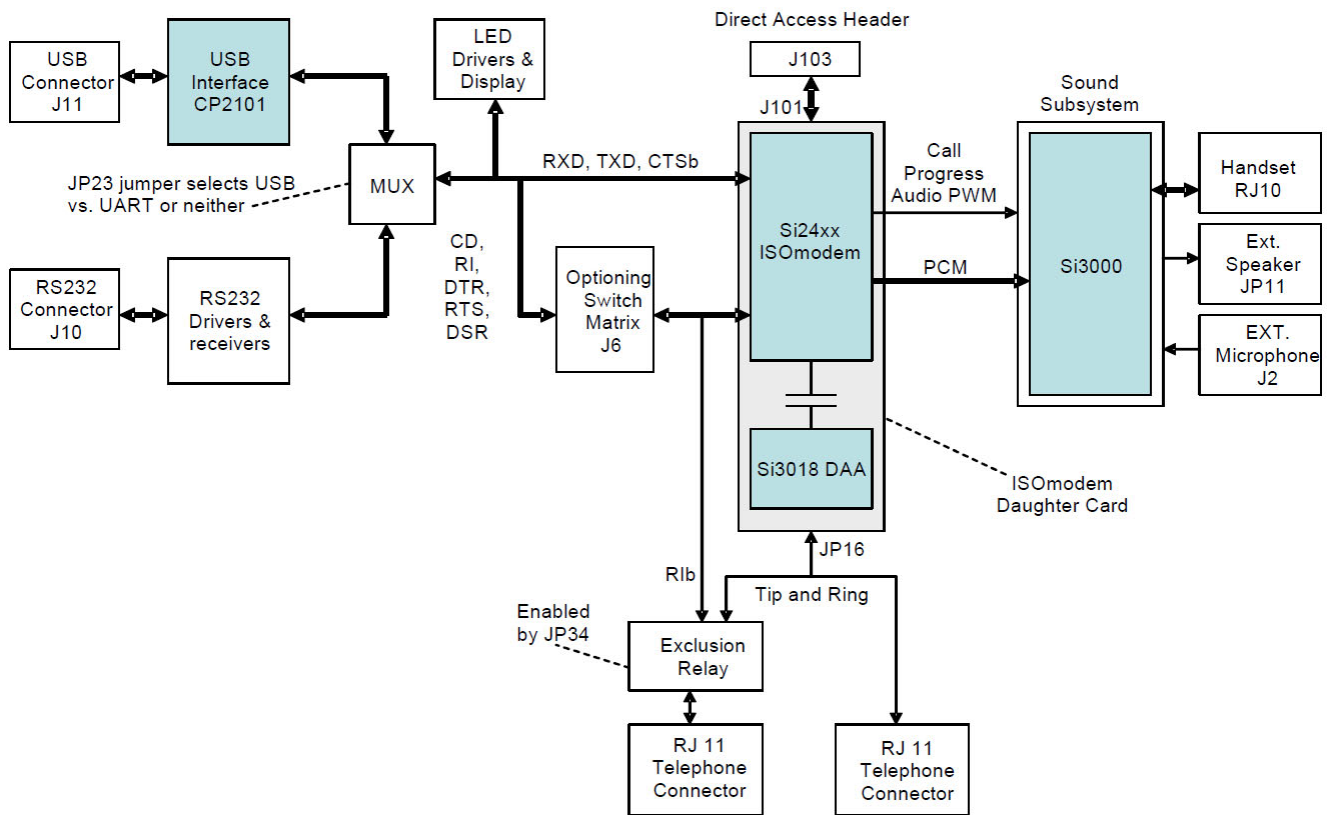 Direct Access Header
USB
Connector
J11
USB
Interface
CP2101
LED
Drivers &
Display
J103
J101
Sound
Subsystem
MUX
JP23 jumper selects USB
vs. UART or neither
RXD, TXD, CTSb
Call
Progress
Audio PWM
Handset
RJ10
Si24xx
ISOmodem
Si3000
PCM
Ext.
Speaker
JP11
CD,
RI,
DTR,
RTS,
DSR
Optioning
Switch
Matrix
J6
RS232
Connector
J10
RS232
Drivers &
receivers
EXT.
Microphone
J2
Si3018 DAA
ISOmodem
Daughter Card
JP16
RIb
Tip and Ring
Enabled
by JP34
Exclusion
Relay
RJ 11
Telephone
Connector
RJ 11
Telephone
Connector